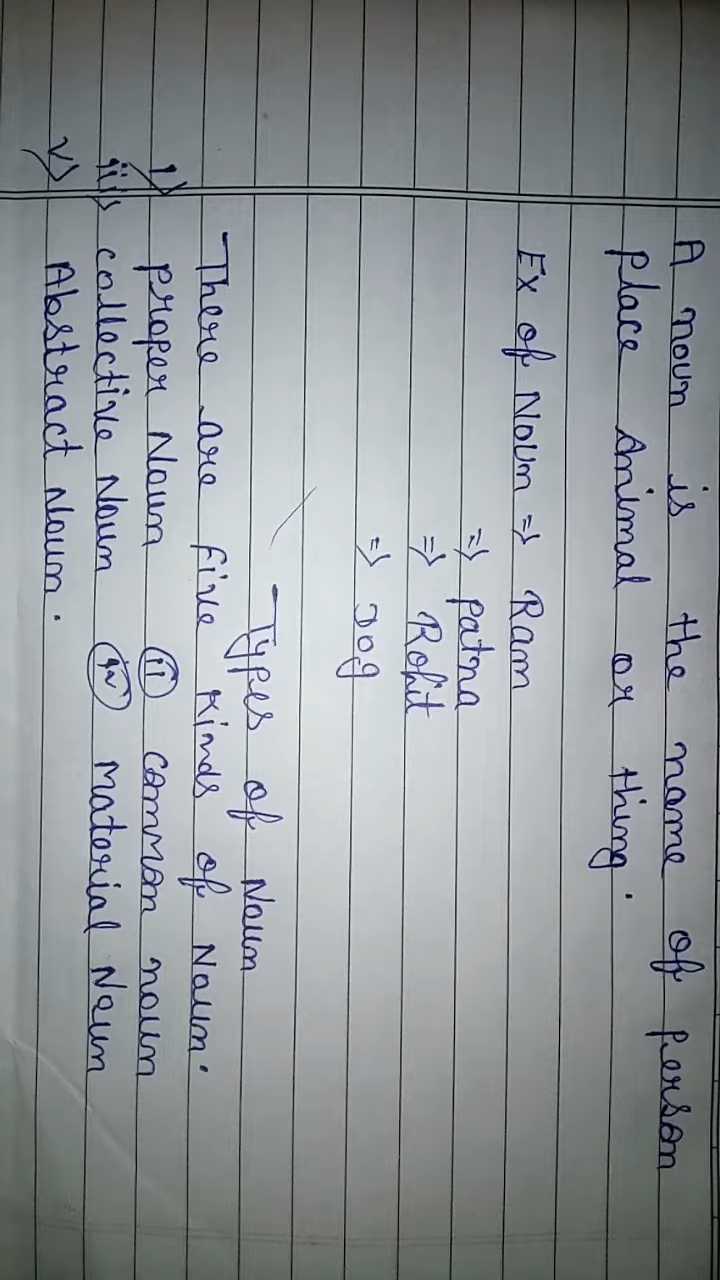 A noun is the name of person
place Animal or thing.
Ex of Noun ⇒ Ram
⇒ Patna
⇒ Rohit
⇒ Dog
Types of Noun
There are five kinds of Noun.
i) proper Noun (ii) common noun
iii) collective Noun (iv) Material Noun
v) Abstract Noun.